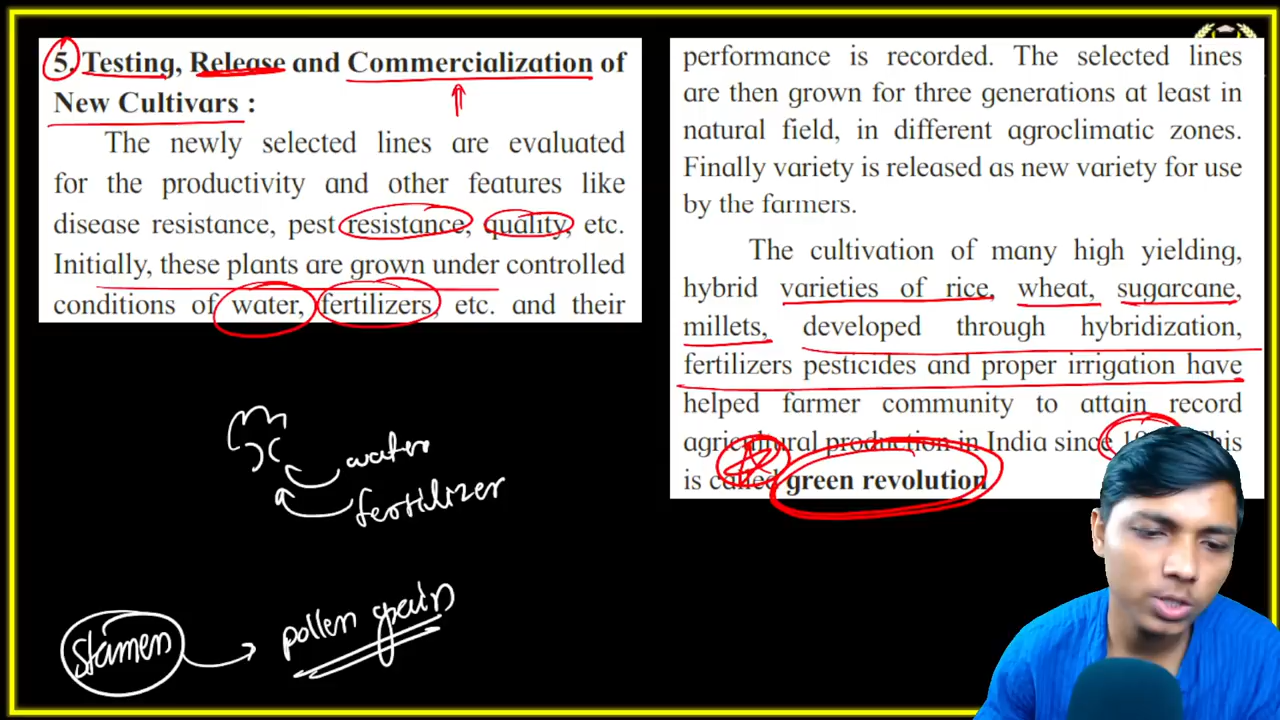 5. Testing, Release and Commercialization of
New Cultivars :
The newly selected lines are evaluated
for the productivity and other features like
disease resistance, pest resistance, quality, etc.
Initially, these plants are grown under controlled
conditions of water, fertilizers, etc. and their
performance is recorded. The selected lines
are then grown for three generations at least in
natural field, in different agroclimatic zones.
Finally variety is released as new variety for use
by the farmers.
The cultivation of many high yielding,
hybrid varieties of rice, wheat, sugarcane,
millets, developed through hybridization,
fertilizers pesticides and proper irrigation have
helped farmer community to attain record
agricultural production in India since
is called green revolution
water
fertilizer
stamen
pollen grain